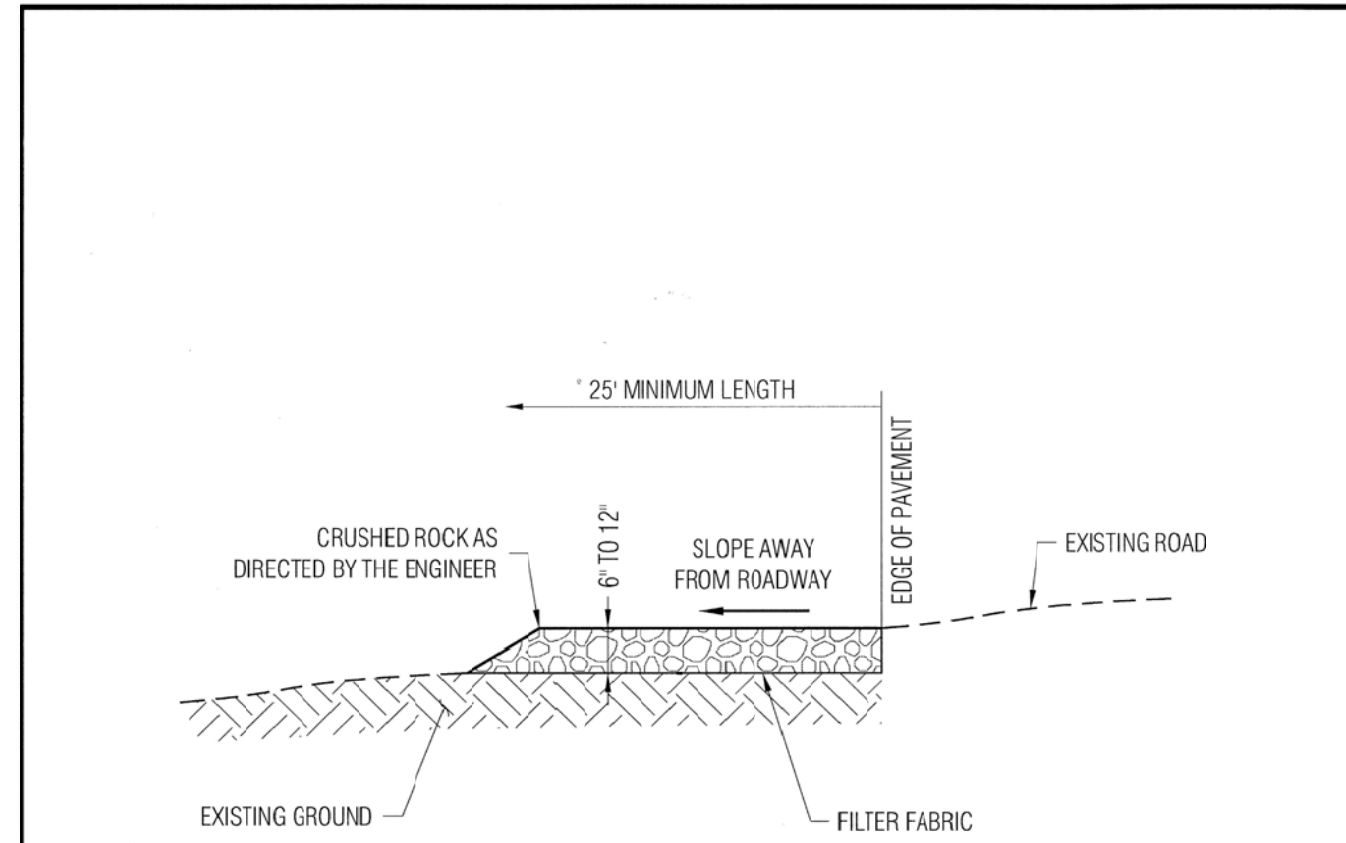 * 25' MINIMUM LENGTH
EDGE OF PAVEMENT
CRUSHED ROCK AS
DIRECTED BY THE ENGINEER
6" TO 12"
SLOPE AWAY
FROM ROADWAY
EXISTING ROAD
EXISTING GROUND
FILTER FABRIC